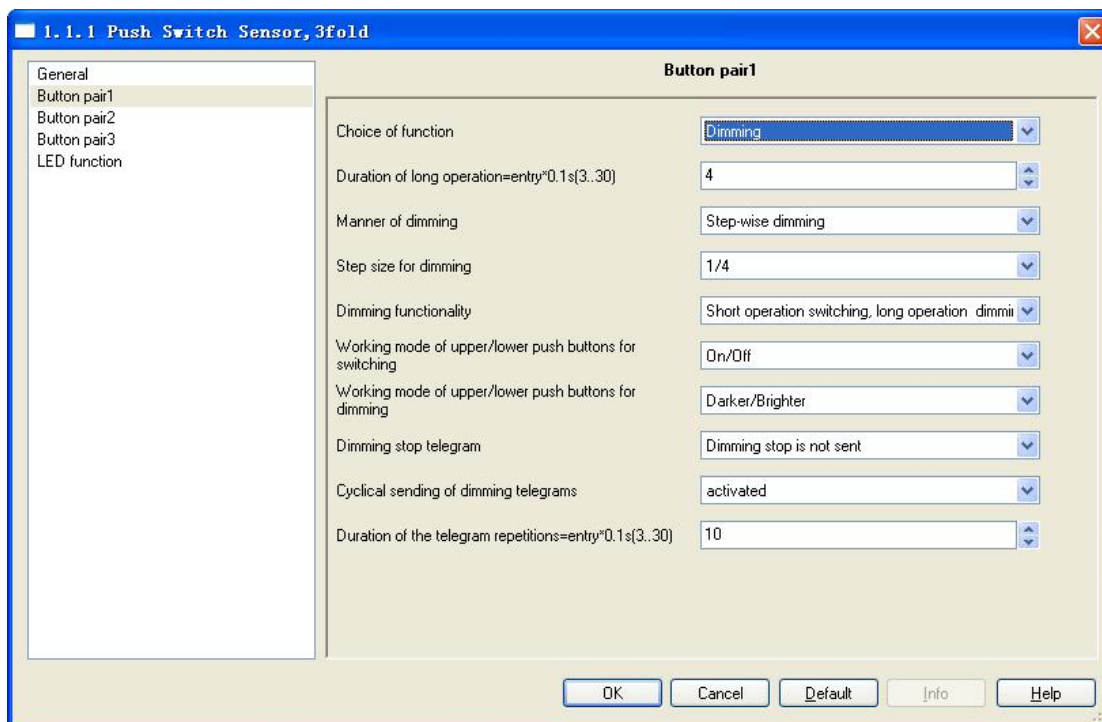 1.1.1 Push Switch Sensor,3fold
General
Button pair1
Button pair2
Button pair3
LED function
Button pair1
Choice of function
Dimming
Duration of long operation=entry*0.1s(3..30)
4
Manner of dimming
Step-wise dimming
Step size for dimming
1/4
Dimming functionality
Short operation switching, long operation dimmi
Working mode of upper/lower push buttons for
switching
On/Off
Working mode of upper/lower push buttons for
dimming
Darker/Brighter
Dimming stop telegram
Dimming stop is not sent
Cyclical sending of dimming telegrams
activated
Duration of the telegram repetitions=entry*0.1s(3..30)
10
OK
Cancel
Default
Info
Help